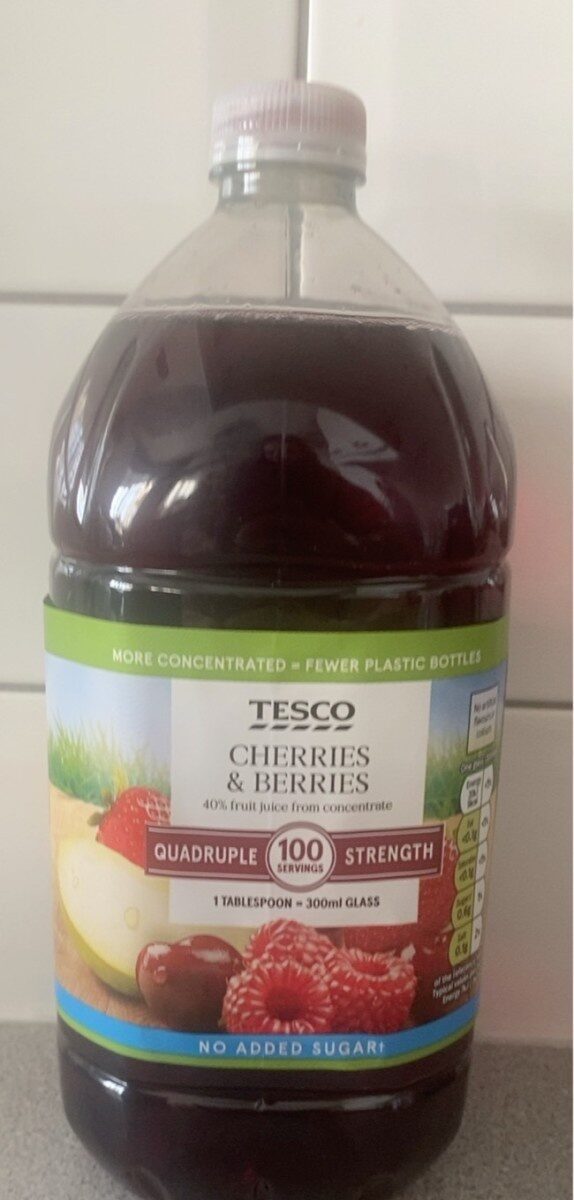 MORE CONCENTRATED = FEWER PLASTIC BOTTLES
TESCO
CHERRIES
& BERRIES
40% fruit juice from concentrate
QUADRUPLE 100 SERVINGS STRENGTH
1 TABLESPOON = 300ml GLASS
NO ADDED SUGAR†